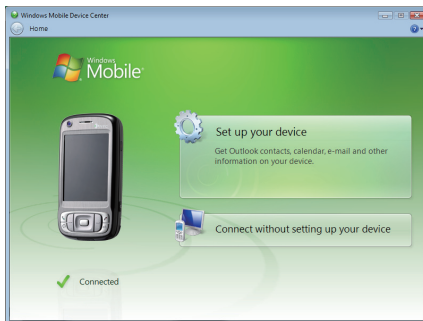 Windows Mobile Device Center
Home
Windows
Mobile®
Set up your device
Get Outlook contacts, calendar, e-mail and other
information on your device.
Connect without setting up your device
Connected